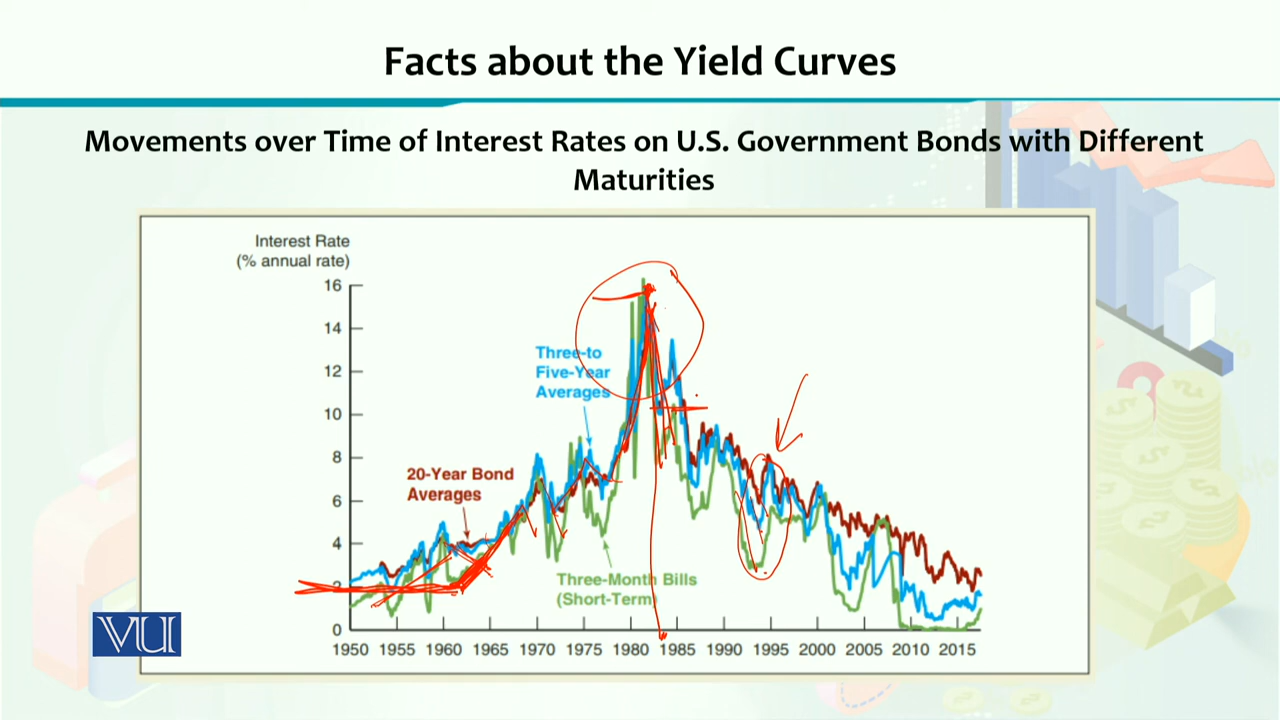 Facts about the Yield Curves
Movements over Time of Interest Rates on U.S. Government Bonds with Different
Maturities
Interest Rate
(% annual rate)
16
14
12
10
8
6
4
2
0
Three-to
Five-Year
Averages
20-Year Bond
Averages
Three-Month Bills
(Short-Term)
1950 1955 1960 1965 1970 1975 1980 1985 1990 1995 2000 2005 2010 2015
VU